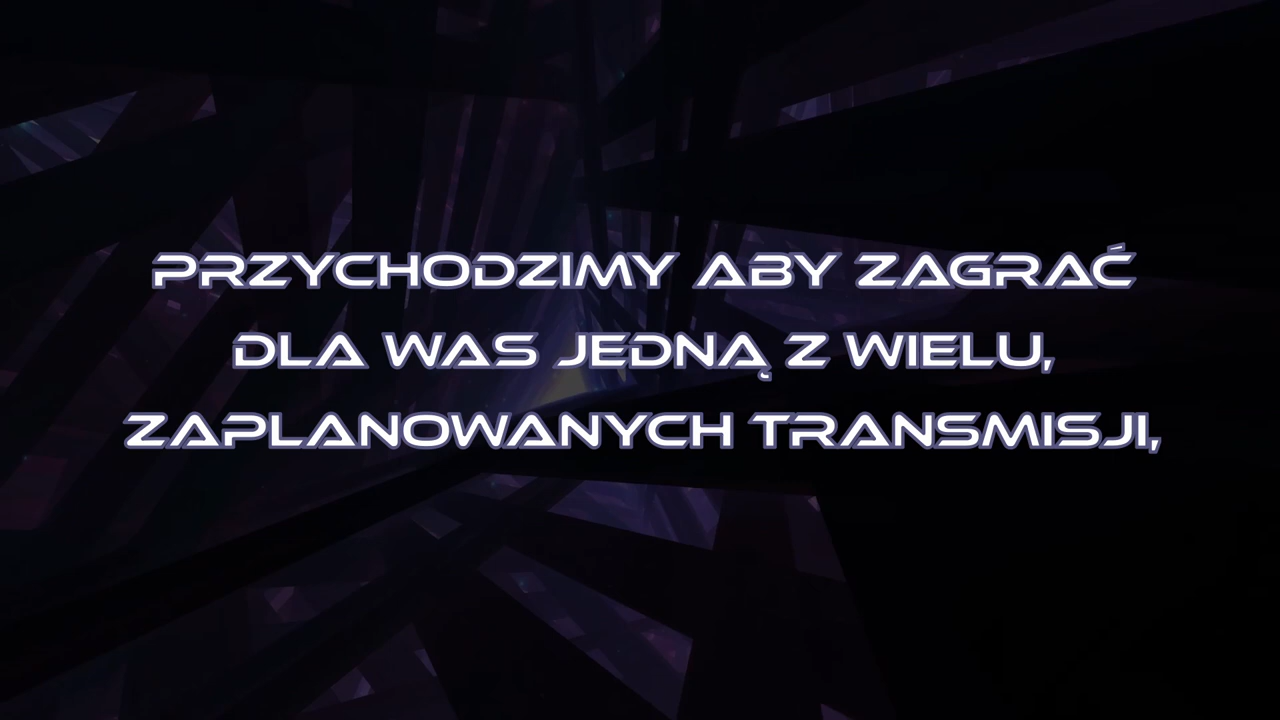 PRZYCHODZIMY ABY ZAGRAĆ
DLA WAS JEDNĄ Z WIELU,
ZAPLANOWANYCH TRANSMISJI,